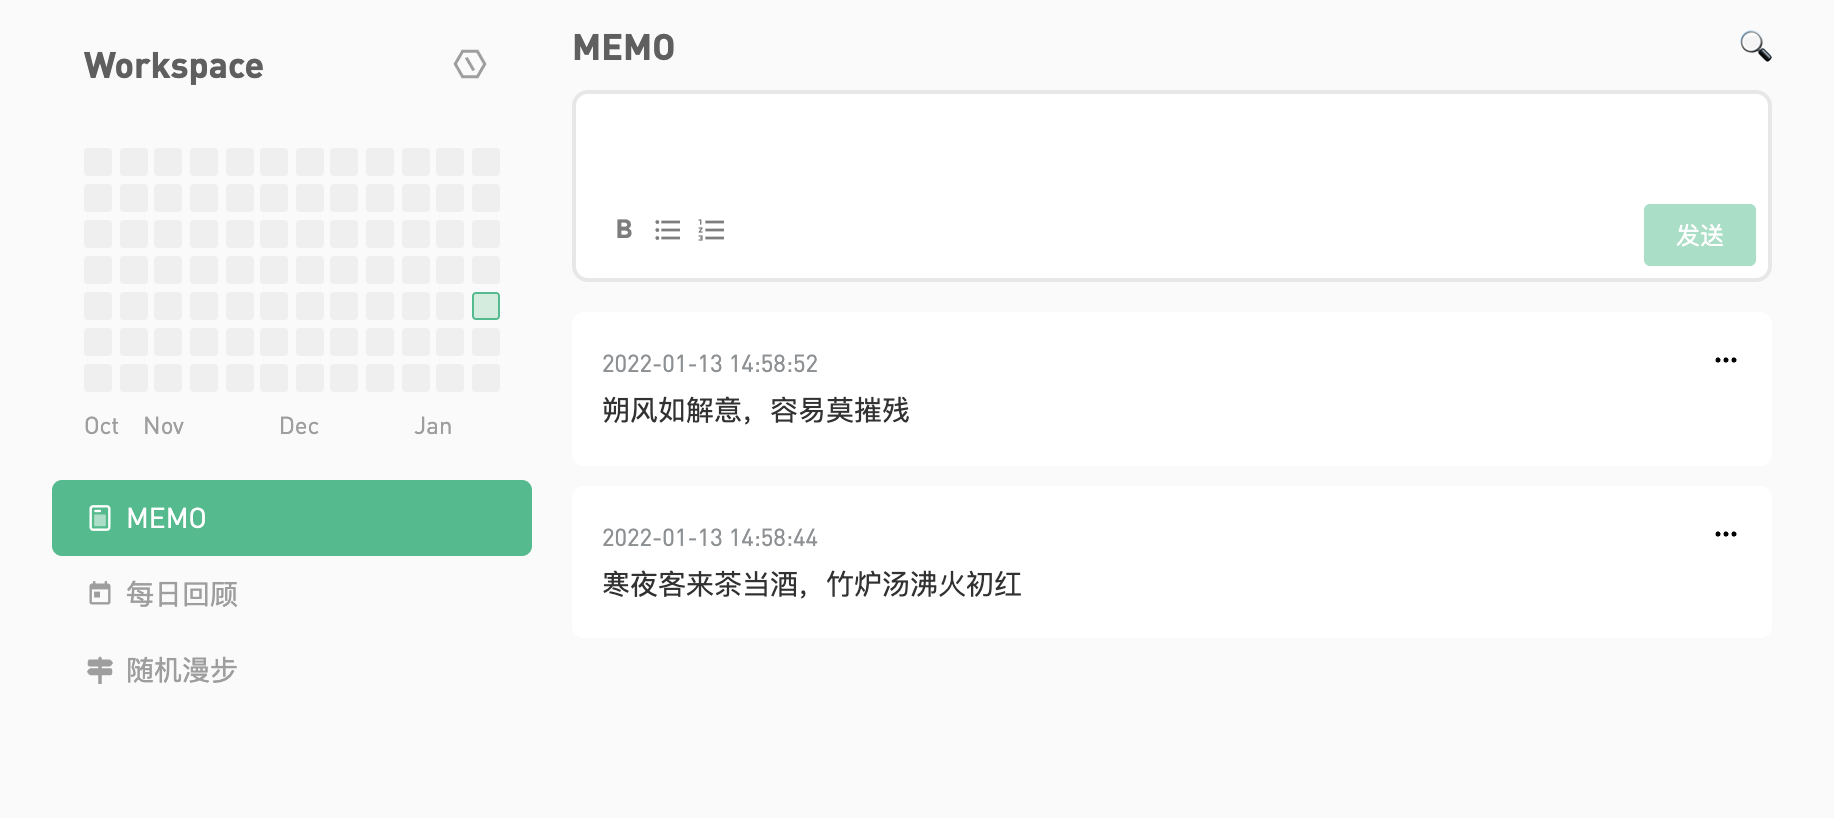 Workspace
Oct Nov Dec Jan
MEMO
每日回顾
随机漫步
MEMO
B
发送
2022-01-13 14:58:52
朔风如解意，容易莫摧残
2022-01-13 14:58:44
寒夜客来茶当酒，竹炉汤沸火初红